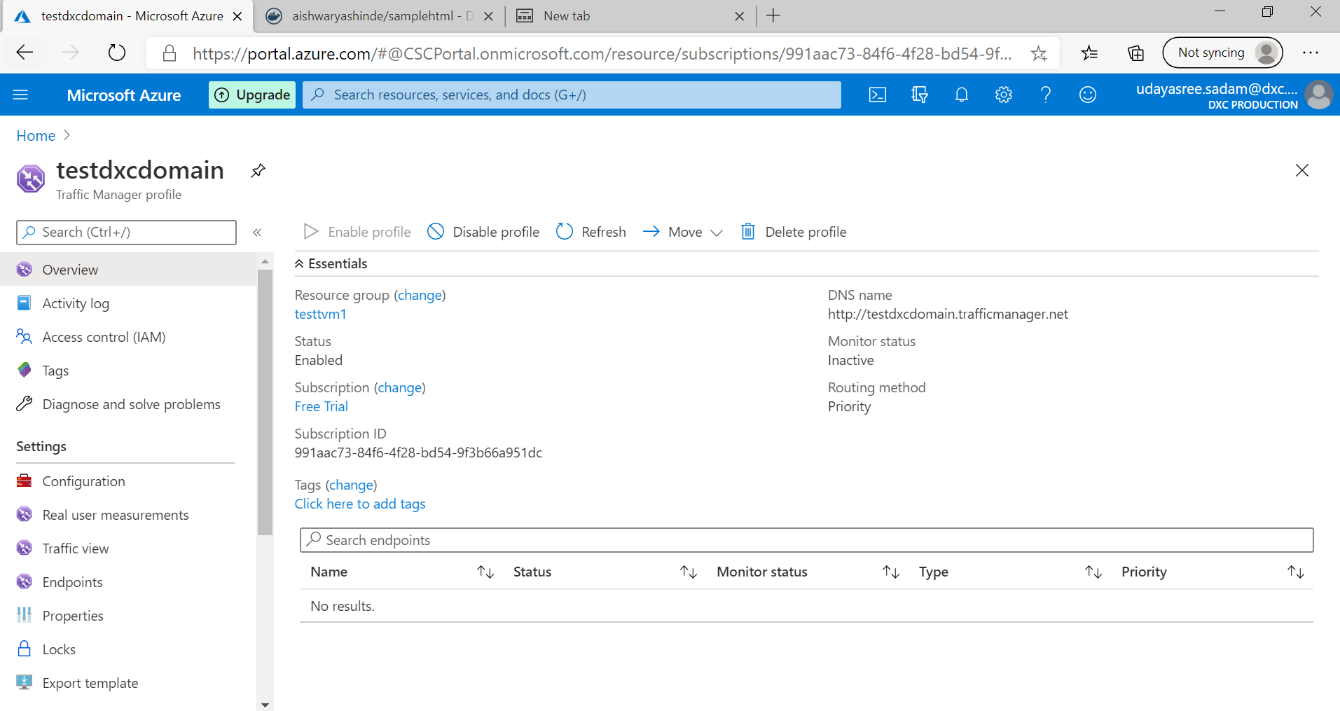 testdxcdomain - Microsoft Azure
aishwaryashinde/samplehtml - D
New tab
https://portal.azure.com/#@CSCPortal.onmicrosoft.com/resource/subscriptions/991aac73-84f6-4f28-bd54-9f...
Not syncing
Microsoft Azure
Upgrade
Search resources, services, and docs (G+/)
udayasree.sadam@dxc....
DXC PRODUCTION
Home >
testdxcdomain
Traffic Manager profile
Search (Ctrl+/)
«
Enable profile
Disable profile
Refresh
Move
Delete profile
Overview
Activity log
Access control (IAM)
Tags
Diagnose and solve problems
Settings
Configuration
Real user measurements
Traffic view
Endpoints
Properties
Locks
Export template
Essentials
Resource group (change)
testtvm1
Status
Enabled
Subscription (change)
Free Trial
Subscription ID
991aac73-84f6-4f28-bd54-9f3b66a951dc
Tags (change)
Click here to add tags
DNS name
http://testdxcdomain.trafficmanager.net
Monitor status
Inactive
Routing method
Priority
Search endpoints
Name Status Monitor status Type Priority
No results.